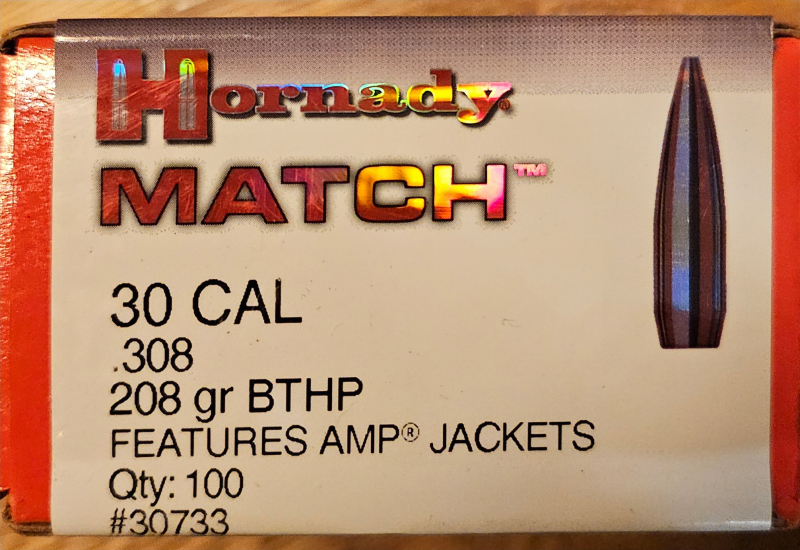 Hornady®
MATCH™
30 CAL
.308
208 gr BTHP
FEATURES AMP® JACKETS
Qty: 100
#30733